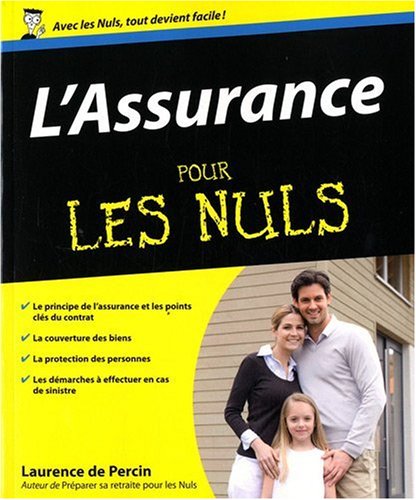 Avec les Nuls, tout devient facile !
L'Assurance
POUR
LES NULS
✓ Le principe de l'assurance et les points
clés du contrat
✓ La couverture des biens
✓ La protection des personnes
✓ Les démarches à effectuer en cas
de sinistre
Laurence de Percin
Auteur de Préparer sa retraite pour les Nuls